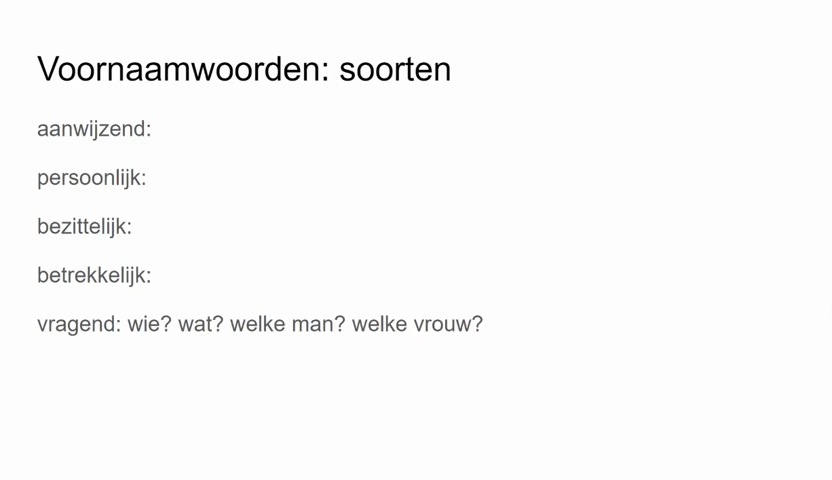 Voornaamwoorden: soorten
aanwijzend:
persoonlijk:
bezittelijk:
betrekkelijk:
vragend: wie? wat? welke man? welke vrouw?